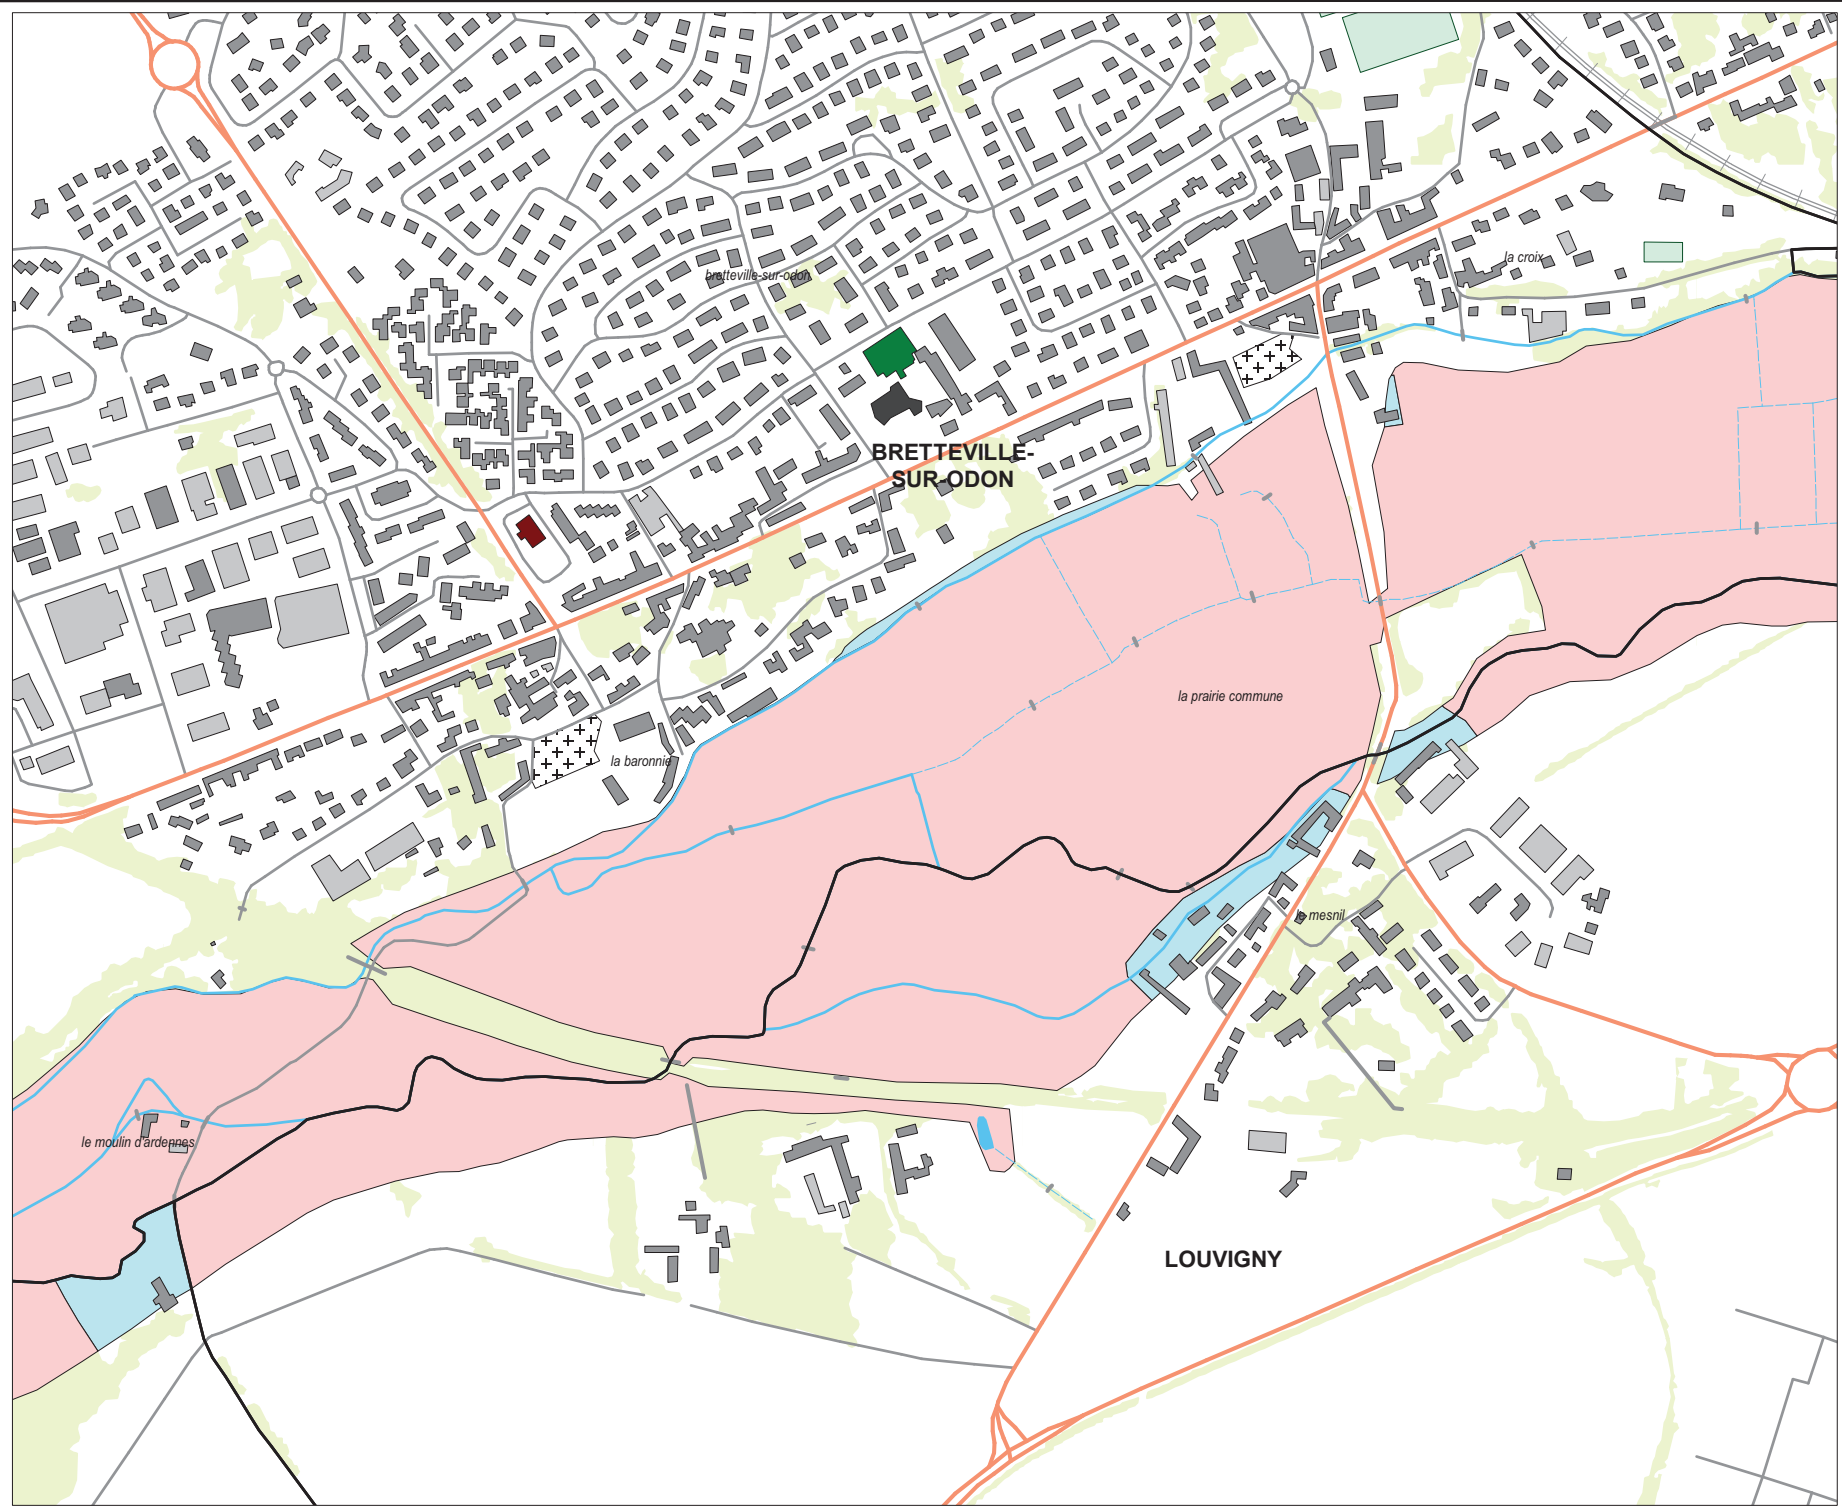 la croix
bretteville-sur-odon
BRETTEVILLE-
SUR-ODON
la prairie commune
la baronnie
le mesnil
le moulin d'ardennes
LOUVIGNY